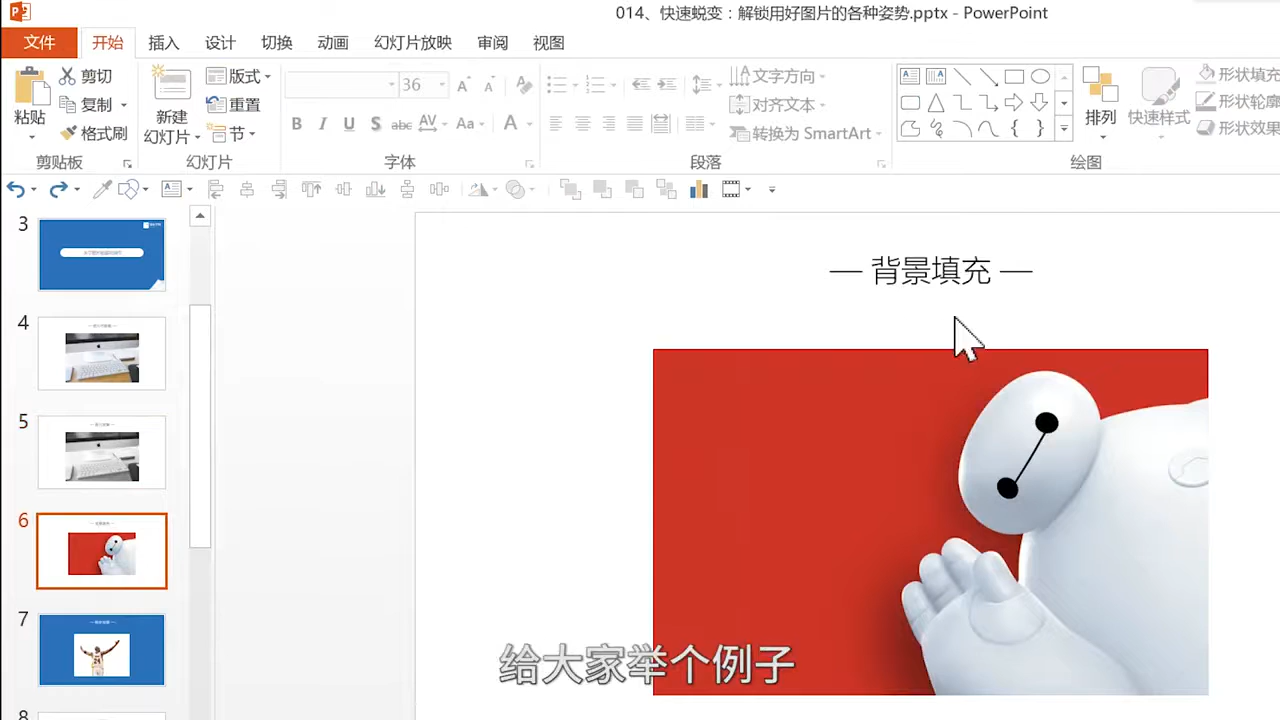 014、快速蜕变：解锁用好图片的各种姿势.pptx - PowerPoint
文件 开始 插入 设计 切换 动画 幻灯片放映 审阅 视图
粘贴 剪切 复制 格式刷
剪贴板
新建
幻灯片 版式 重置 节
幻灯片
36
B I U S abc AV Aa A
字体
文字方向
对齐文本
转换为 SmartArt
段落
排列 快速样式
形状填充
形状轮廓
形状效果
绘图
3
4
5
6
7
8
— 背景填充 —
给大家举个例子